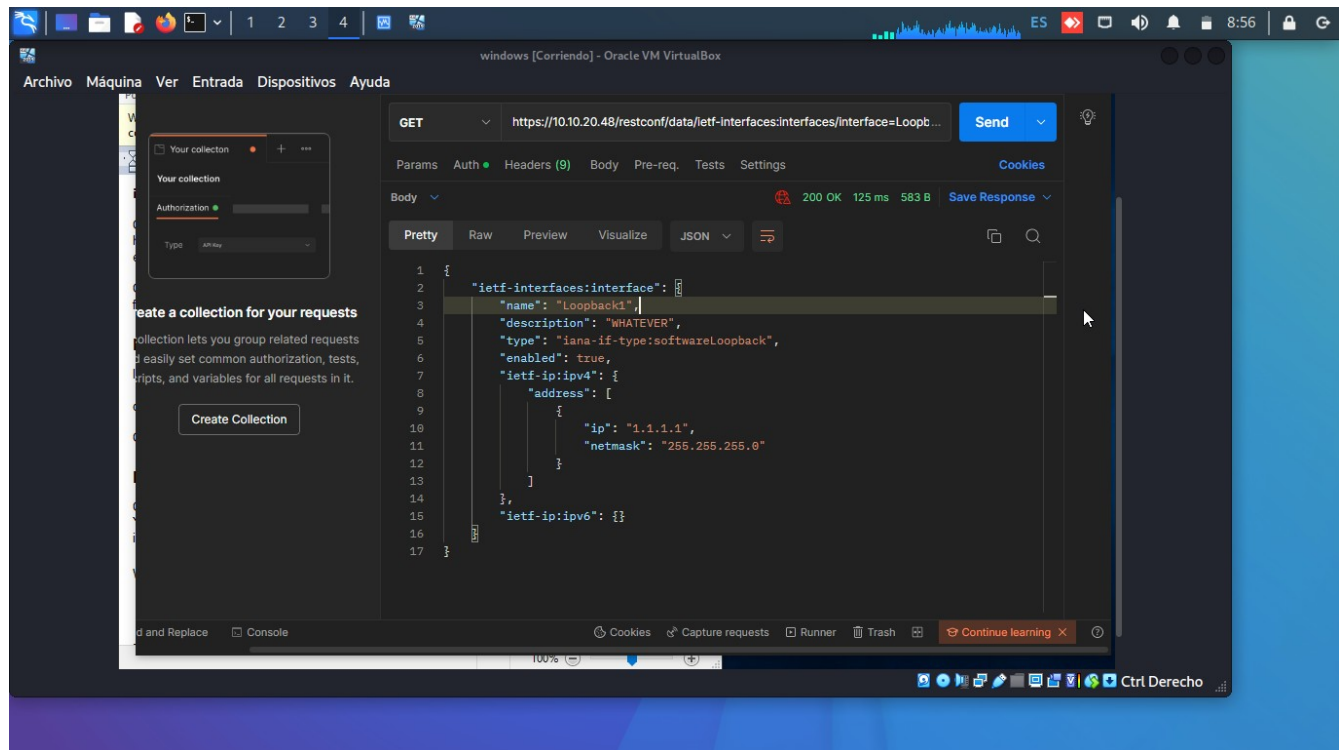 1 2 3 4 ES 8:56
windows [Corriendo] - Oracle VM VirtualBox
Archivo Máquina Ver Entrada Dispositivos Ayuda
GET https://10.10.20.48/restconf/data/ietf-interfaces:interfaces/interface=Loopb... Send
Your collecton + •••
Params Auth Headers (9) Body Pre-req. Tests Settings Cookies
Your collection
Body 200 OK 125 ms 583 B Save Response
Authorization
Pretty Raw Preview Visualize JSON
Type API Key
1 {
2 "ietf-interfaces:interface": {
3 "name": "Loopback1",
4 "description": "WHATEVER",
5 "type": "iana-if-type:softwareLoopback",
6 "enabled": true,
7 "ietf-ip:ipv4": {
8 "address": [
9 {
10 "ip": "1.1.1.1",
11 "netmask": "255.255.255.0"
12 }
13 ]
14 },
15 "ietf-ip:ipv6": {}
16 }
17 }
eate a collection for your requests
ollection lets you group related requests
d easily set common authorization, tests,
ripts, and variables for all requests in it.
Create Collection
d and Replace Console Cookies Capture requests Runner Trash Continue learning
100%
Ctrl Derecho